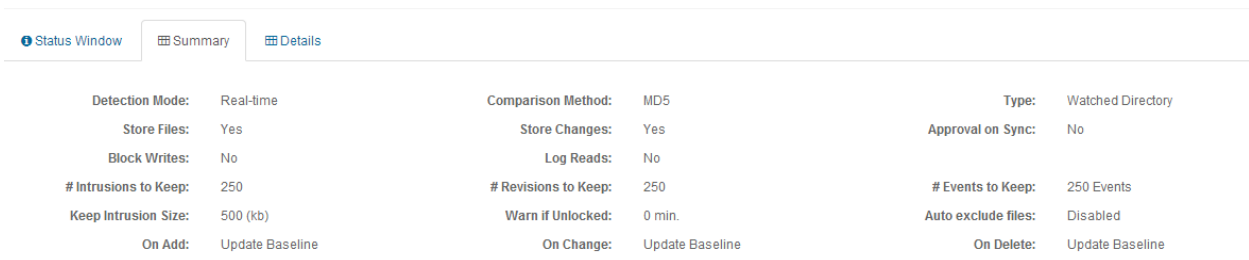 Status Window Summary Details
Detection Mode: Real-time Comparison Method: MD5 Type: Watched Directory
Store Files: Yes Store Changes: Yes Approval on Sync: No
Block Writes: No Log Reads: No
# Intrusions to Keep: 250 # Revisions to Keep: 250 # Events to Keep: 250 Events
Keep Intrusion Size: 500 (kb) Warn if Unlocked: 0 min. Auto exclude files: Disabled
On Add: Update Baseline On Change: Update Baseline On Delete: Update Baseline